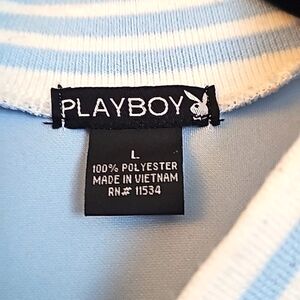 PLAYBOY
L
100% POLYESTER
MADE IN VIETNAM
RN# 11534